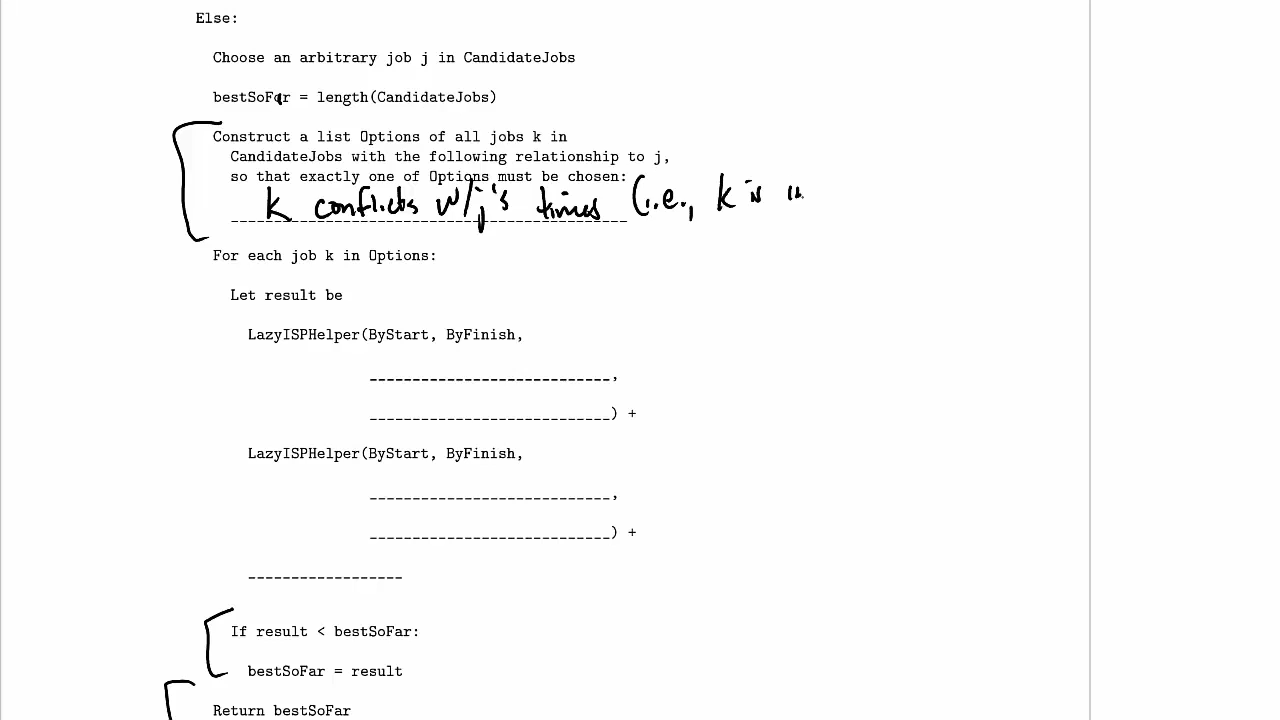 Else:
Choose an arbitrary job j in CandidateJobs
bestSoFar = length(CandidateJobs)
Construct a list Options of all jobs k in
CandidateJobs with the following relationship to j,
so that exactly one of Options must be chosen:
k conflicts w/j's times (i.e., k is
For each job k in Options:
Let result be
LazyISPHelper(ByStart, ByFinish,
____________________________,
____________________________) +
LazyISPHelper(ByStart, ByFinish,
____________________________,
____________________________) +
__________________
If result < bestSoFar:
bestSoFar = result
Return bestSoFar